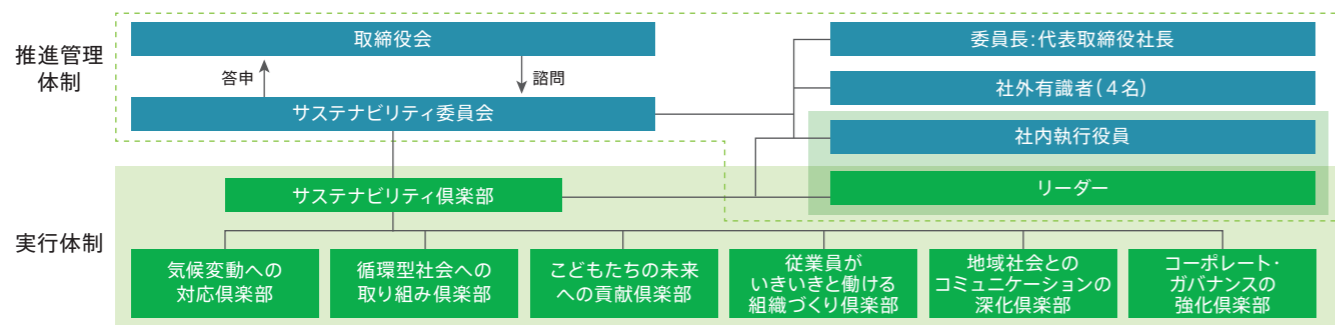 推進管理
体制
取締役会
答申
諮問
サステナビリティ委員会
委員長:代表取締役社長
社外有識者(4名)
社内執行役員
実行体制
サステナビリティ倶楽部
リーダー
気候変動への
対応倶楽部
循環型社会への
取り組み倶楽部
こどもたちの未来
への貢献倶楽部
従業員が
いきいきと働ける
組織づくり倶楽部
地域社会との
コミュニケーションの
深化倶楽部
コーポレート・
ガバナンスの
強化倶楽部